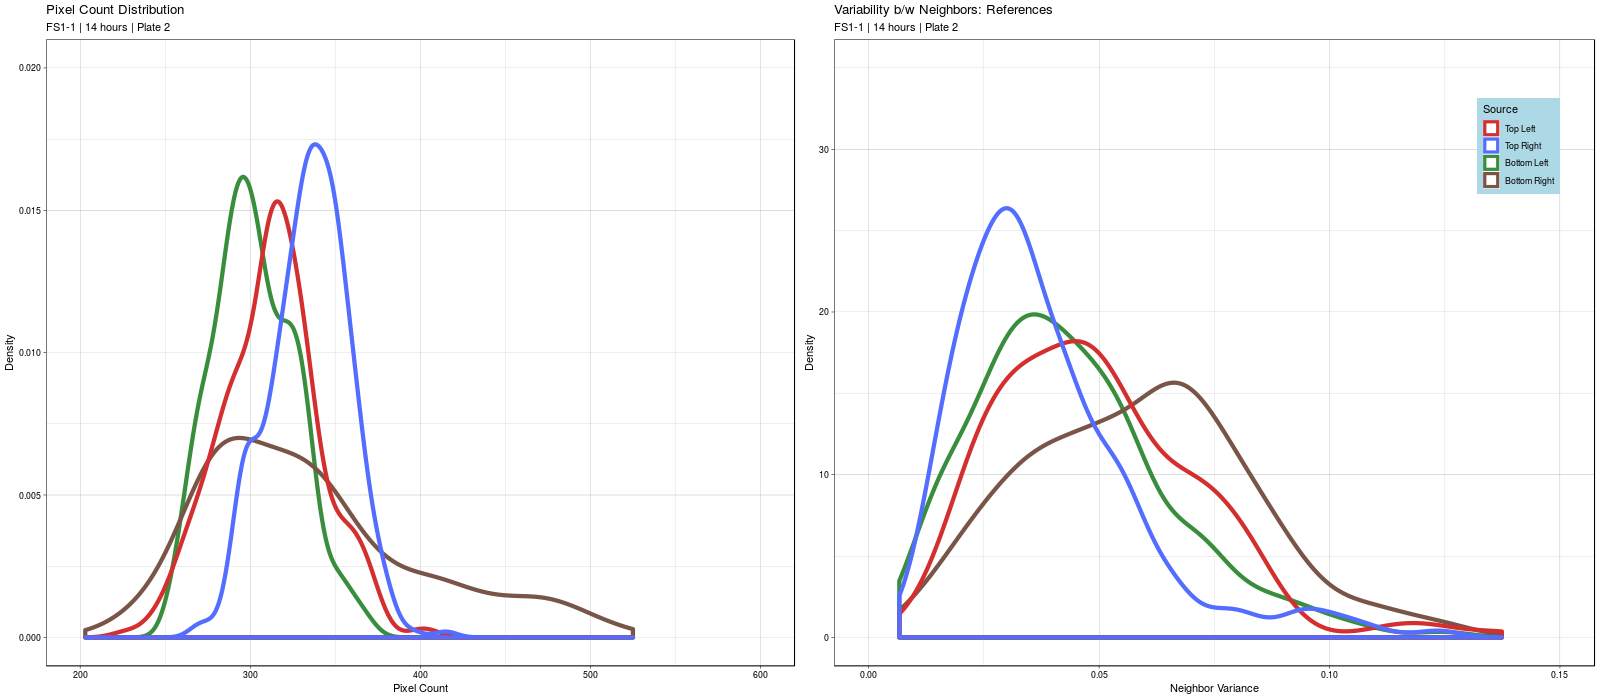 Pixel Count Distribution
FS1-1 | 14 hours | Plate 2
0.020
0.015
0.010
0.005
0.000
Density
200
300
400
500
600
Pixel Count
Variability b/w Neighbors: References
FS1-1 | 14 hours | Plate 2
30
20
10
0
Density
0.00
0.05
0.10
0.15
Neighbor Variance
Source
Top Left
Top Right
Bottom Left
Bottom Right